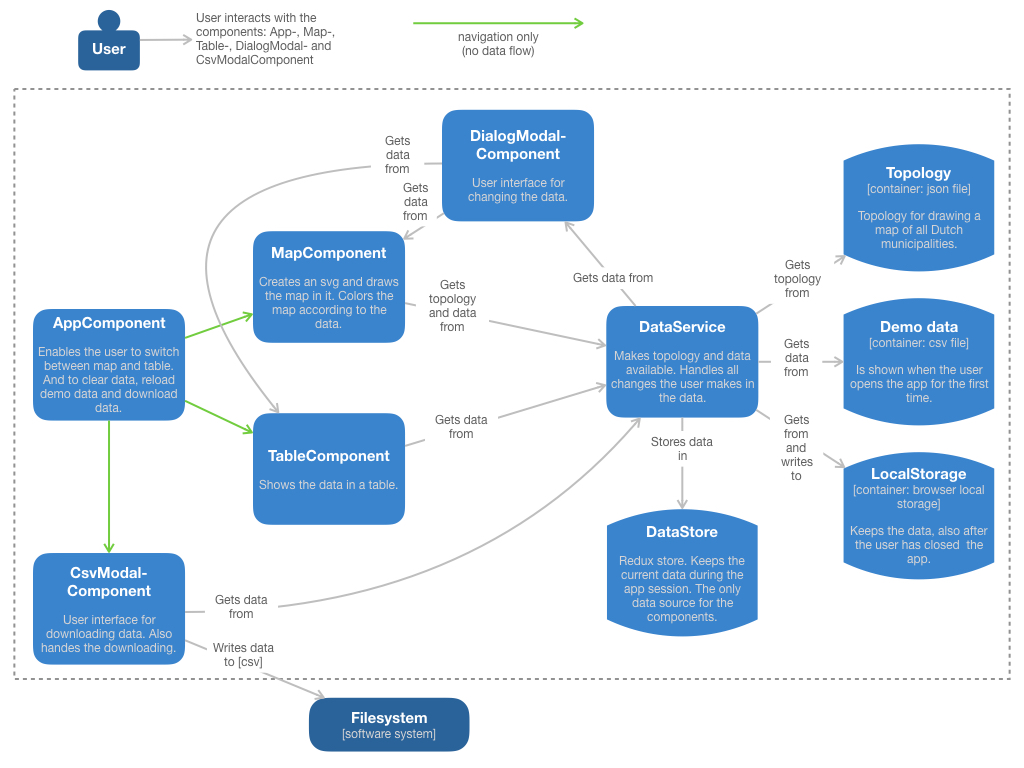 User
User interacts with the
components: App-, Map-,
Table-, DialogModal- and
CsvModalComponent
navigation only
(no data flow)
DialogModal-
Component
User interface for
changing the data.
Gets
data
from
Gets
data
from
MapComponent
Creates an svg and draws
the map in it. Colors the
map according to the
data.
Gets
topology
and data
from
Gets data from
Topology
[container: json file]
Topology for drawing a
map of all Dutch
municipalities.
Gets
topology
from
AppComponent
Enables the user to switch
between map and table.
And to clear data, reload
demo data and download
data.
DataService
Makes topology and data
available. Handles all
changes the user makes in
the data.
Gets
data
from
Demo data
[container: csv file]
Is shown when the user
opens the app for the first
time.
TableComponent
Shows the data in a table.
Gets data
from
Stores data
in
Gets
from
and
writes
to
LocalStorage
[container: browser local
storage]
Keeps the data, also after
the user has closed  the
app.
DataStore
Redux store. Keeps the
current data during the
app session. The only
data source for the
components.
CsvModal-
Component
User interface for
downloading data. Also
handes the downloading.
Gets data
from
Writes data
to [csv]
Filesystem
[software system]